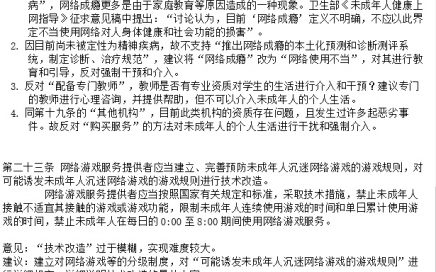 病”，网络成瘾更多是由于家庭教育等原因造成的一种现象。卫生部《未成年人健康上
网指导》征求意见稿中提出：“讨论认为，目前‘网络成瘾’定义不明确，不应以此界
定不当使用网络对人身体健康和社会功能的损害”。
2. 因目前尚未被定性为精神疾病，故不支持“推出网络成瘾的本土化预测和诊断测评系
统，制定诊断、治疗规范”，建议将“网络成瘾”改为“网络使用不当”，对其进行教
育和引导，反对强制干预和介入。
3. 反对“配备专门教师”，教师是否有专业资质对学生的生活进行介入和干预？建议专门
的教师进行心理咨询，并提供帮助，但不可以介入未成年人的个人生活。
4. 同第十九条的“其他机构”，目前此类机构的资质存在问题，且发生过许多起恶劣事
件。故反对“购买服务”的方法对未成年人的个人生活进行干扰和强制介入。
第二十三条 网络游戏服务提供者应当建立、完善预防未成年人沉迷网络游戏的游戏规则，对
可能诱发未成年人沉迷网络游戏的游戏规则进行技术改造。
网络游戏服务提供者应当按照国家有关规定和标准，采取技术措施，禁止未成年人
接触不适宜其接触的游戏或游戏功能，限制未成年人连续使用游戏的时间和单日累计使用游
戏的时间，禁止未成年人在每日的 0:00 至 8:00 期间使用网络游戏服务。
意见：“技术改造”过于模糊，实现难度较大。
建议：建立对网络游戏等的分级制度，对“可能诱发未成年人沉迷网络游戏的游戏规则”进